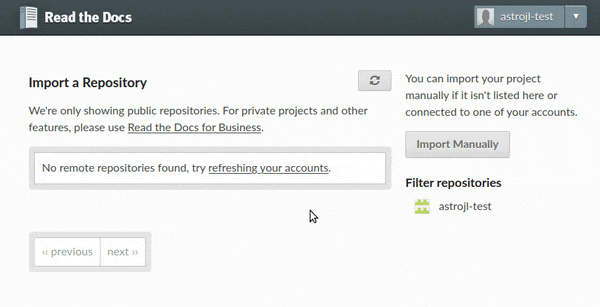 Read the Docs
astrojl-test
Import a Repository
We're only showing public repositories. For private projects and other
features, please use Read the Docs for Business.
No remote repositories found, try refreshing your accounts.
‹‹ previous next ››
You can import your project
manually if it isn't listed here or
connected to one of your accounts.
Import Manually
Filter repositories
astrojl-test